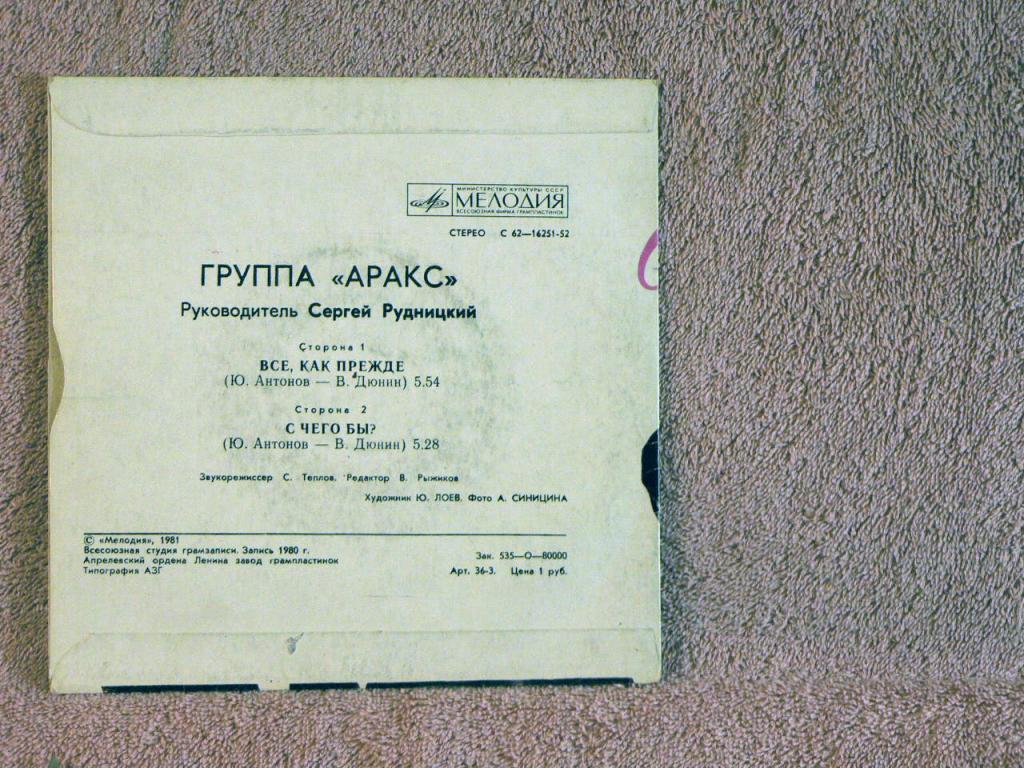 МИНИСТЕРСТВО КУЛЬТУРЫ СССР
МЕЛОДИЯ
ВСЕСОЮЗНАЯ ФИРМА ГРАМПЛАСТИНОК
СТЕРЕО С 62—16251-52
ГРУППА «АРАКС»
Руководитель Сергей Рудницкий
Сторона 1
ВСЕ, КАК ПРЕЖДЕ
(Ю. Антонов — В. Дюнин) 5.54
Сторона 2
С ЧЕГО БЫ?
(Ю. Антонов — В. Дюнин) 5.28
Звукорежиссер С. Теплов. Редактор В. Рыжиков
Художник Ю. ЛОЕВ. Фото А. СИНИЦИНА
© «Мелодия», 1981
Всесоюзная студия грамзаписи. Запись 1980 г.
Апрелевский ордена Ленина завод грампластинок
Типография АЗГ
Зак. 535—О—80000
Арт. 36-3. Цена 1 руб.